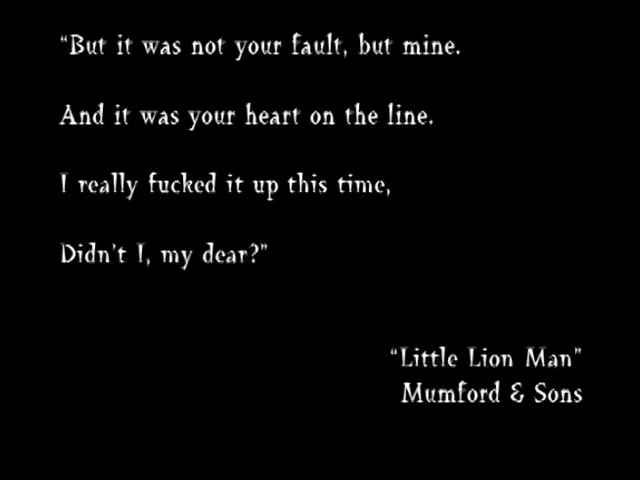 “But it was not your fault, but mine.
And it was your heart on the line.
I really fucked it up this time,
Didn't I, my dear?”
“Little Lion Man”
Mumford & Sons